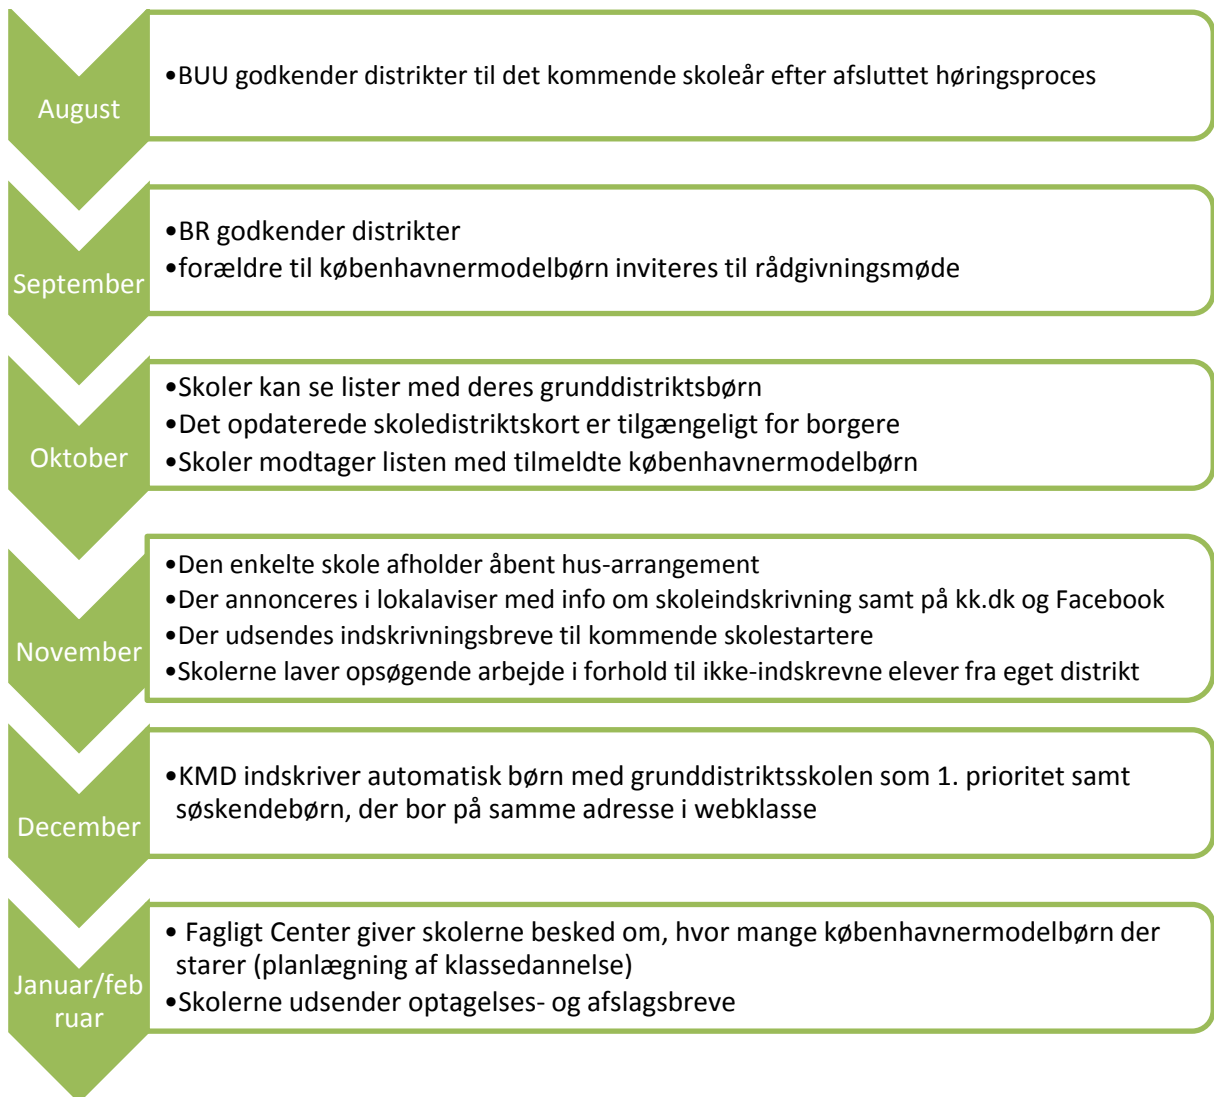 August
•BUU godkender distrikter til det kommende skoleår efter afsluttet høringsproces
September
•BR godkender distrikter
•forældre til københavnermodelbørn inviteres til rådgivningsmøde
Oktober
•Skoler kan se lister med deres grunddistriktsbørn
•Det opdaterede skoledistriktskort er tilgængeligt for borgere
•Skoler modtager listen med tilmeldte københavnermodelbørn
November
•Den enkelte skole afholder åbent hus-arrangement
•Der annonceres i lokalaviser med info om skoleindskrivning samt på kk.dk og Facebook
•Der udsendes indskrivningsbreve til kommende skolestartere
•Skolerne laver opsøgende arbejde i forhold til ikke-indskrevne elever fra eget distrikt
December
•KMD indskriver automatisk børn med grunddistriktsskolen som 1. prioritet samt
søskendebørn, der bor på samme adresse i webklasse
Januar/feb
ruar
• Fagligt Center giver skolerne besked om, hvor mange københavnermodelbørn der
starer (planlægning af klassedannelse)
•Skolerne udsender optagelses- og afslagsbreve